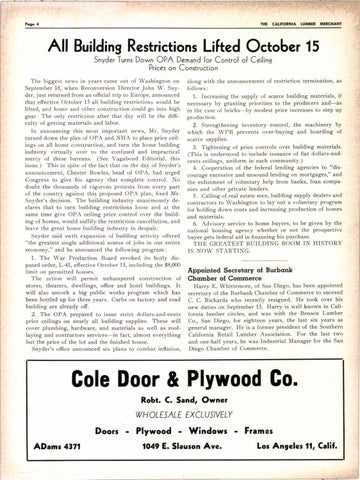 Page 4
THE CALIFORNIA LUMBER MERCHANT
All Building Restrictions Lifted October 15
Snyder Turns Down OPA Demand for Control of Ceiling
Prices on Construction
The biggest news in years came out of Washington on
September 18, when Reconversion Director John W. Sny-
der, just returned from an official trip to Europe, announced
that effective October 15 all building restrictions would be
lifted, and home and other construction could go into high
gear. The only restriction after that day will be the diffi-
culty of getting materials and labor.
In announcing this most important news, Mr. Snyder
turned down the plan of OPA and NHA to place price ceil-
ings on all home construction, and turn the home building
industry virtually over to the confused and impractical
mercy of these bureaus. (See Vagabond Editorial, this
issue.) This in spite of the fact that on the day of Snyder's
announcement, Chester Bowles, head of OPA, had urged
Congress to give his agency that complete control. No
doubt the thousands of vigorous protests from every part
of the country against this proposed OPA plan, fixed Mr.
Snyder's decision. The building industry unanimously de-
clares that to turn building restrictions loose and at the
same time give OPA ceiling price control over the build-
ing of homes, would nullify the restriction cancellation, and
leave the great home building industry in despair.
Snyder said swift expansion of building activity offered
"the greatest single additional source of jobs in our entire
economy," and he announced the following program:
1. The War Production Board revoked its hotly dis-
puted order, L-41, effective October 15, including the $8,000
limit on permitted houses.
The action will permit unhampered construction of
stores, theatres, dwellings, office and hotel buildings. It
will also uncork a big public works program which has
been bottled up for three years. Curbs on factory and road
building are already off.
2. The OPA prepared to issue strict dollars-and-cents
price ceilings on nearly all building supplies. These will
cover plumbing, hardware, and materials as well as roof-
laying and contractors services—in fact, almost everything
but the price of the lot and the finished house.
Snyder's office announced six plans to combat inflation,
along with the announcement of restriction termination, as
follows:
1. Increasing the supply of scarce building materials, if
necessary by granting priorities to the producers and—as
in the case of bricks—by modest price increases to step up
production.
2. Strengthening inventory control, the machinery by
which the WPB prevents over-buying and hoarding of
scarce supplies.
3. Tightening of price controls over building materials.
(This is understood to include issuance of flat dollars-and-
cents ceilings, uniform in each community.)
4. Cooperation of the federal lending agencies to "dis-
courage excessive and unsound lending on mortgages," and
the enlistment of voluntary help from banks, loan compa-
nies and other private lenders.
5. Calling of real estate men, building supply dealers and
contractors to Washington to lay out a voluntary program
for holding down costs and increasing production of homes
and materials.
6. Advisory service to home buyers, to be given by the
national housing agency whether or not the prospective
buyer gets federal aid in financing his purchase.
THE GREATEST BUILDING BOOM IN HISTORY
IS NOW STARTING.
Appointed Secretary of Burbank
Chamber of Commerce
Harry F. Whittemore, of San Diego, has been appointed
secretary of the Burbank Chamber of Commerce to succeed
C. C. Richards who recently resigned. He took over his
new duties on September 15. Harry is well known in Cali-
fornia lumber circles, and was with the Benson Lumber
Co., San Diego, for eighteen years, the last six years as
general manager. He is a former president of the Southern
California Retail Lumber Association. For the last two
and one-half years, he was Industrial Manager for the San
Diego Chamber of Commerce.
Cole Door & Plywood Co.
Robt. C. Sand, Owner
WHOLESALE EXCLUSIVELY
Doors - Plywood - Windows - Frames
ADams 4371
1049 E. Slauson Ave.
Los Angeles 11, Calif.